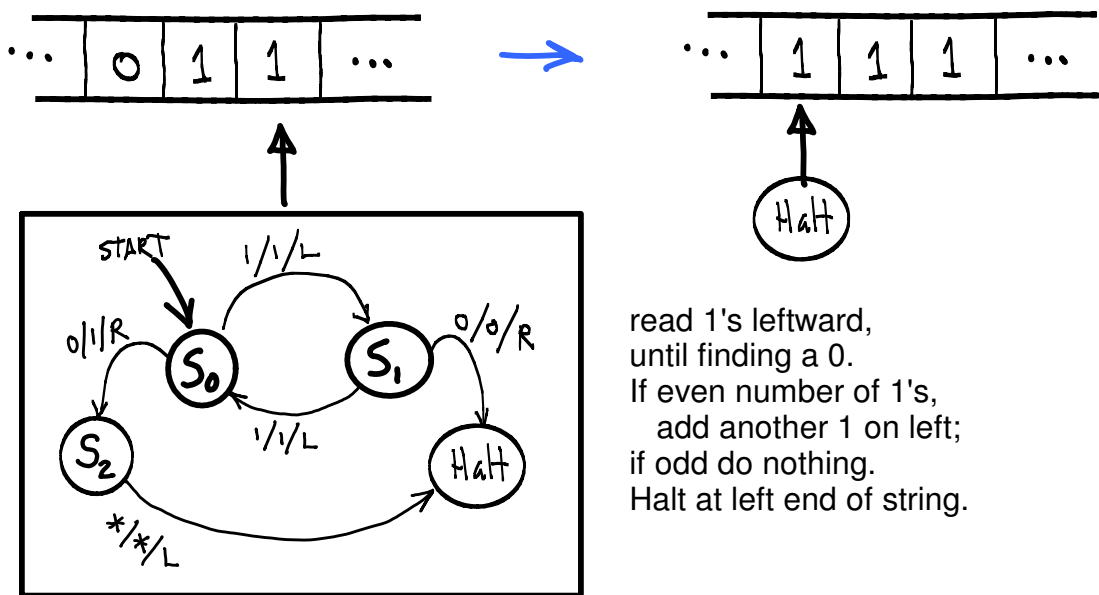 ... 0 1 1 ...
... 1 1 1 ...
Halt
START
1/1/L
0/1/R
0/0/R
S0
S1
1/1/L
S2
Halt
*/*/L
read 1's leftward,
until finding a 0.
If even number of 1's,
add another 1 on left;
if odd do nothing.
Halt at left end of string.